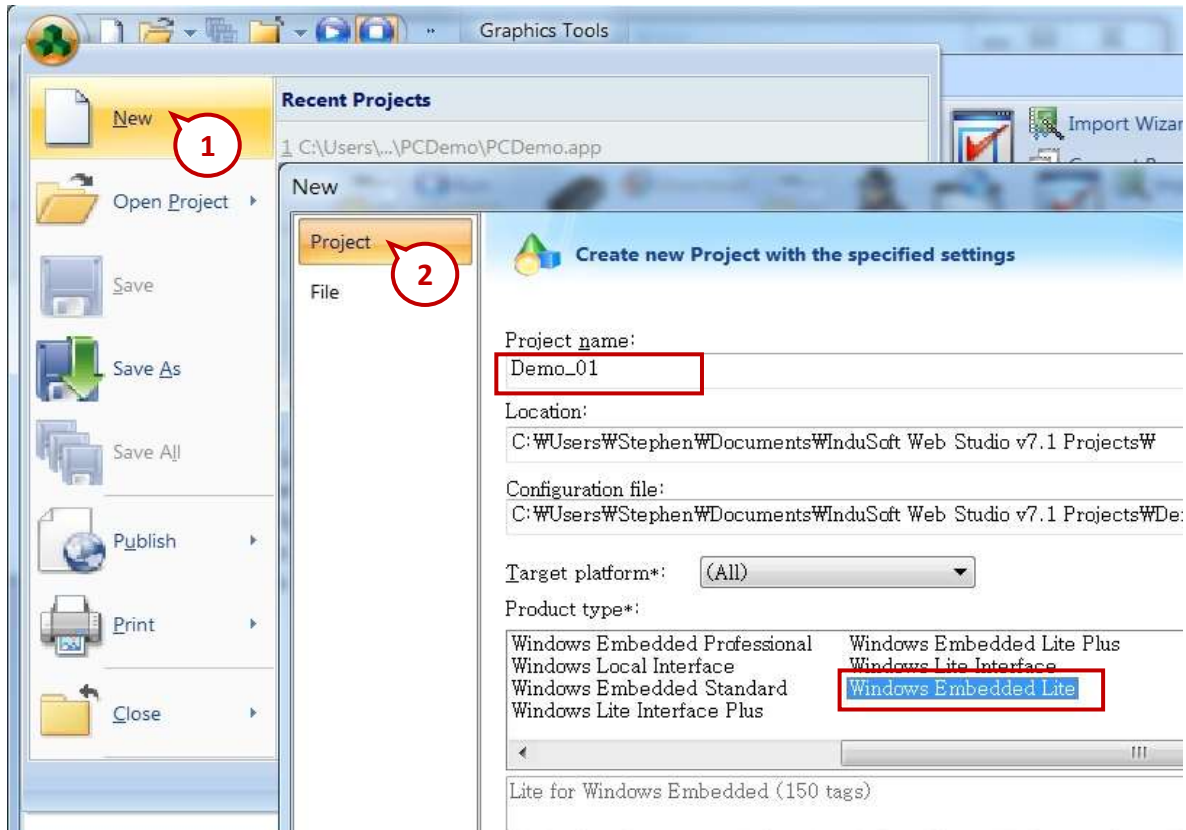 Graphics Tools
New
1
Recent Projects
1 C:\Users\...\PCDemo\PCDemo.app
Import Wizar
Open Project
Save
Save As
Save All
Publish
Print
Close
New
Project
2
File
Create new Project with the specified settings
Project name:
Demo_01
Location:
C:₩Users₩Stephen₩Documents₩InduSoft Web Studio v7.1 Projects₩
Configuration file:
C:₩Users₩Stephen₩Documents₩InduSoft Web Studio v7.1 Projects₩De
Target platform*: (All)
Product type*:
Windows Embedded Professional Windows Embedded Lite Plus
Windows Local Interface Windows Lite Interface
Windows Embedded Standard Windows Embedded Lite
Windows Lite Interface Plus
Lite for Windows Embedded (150 tags)